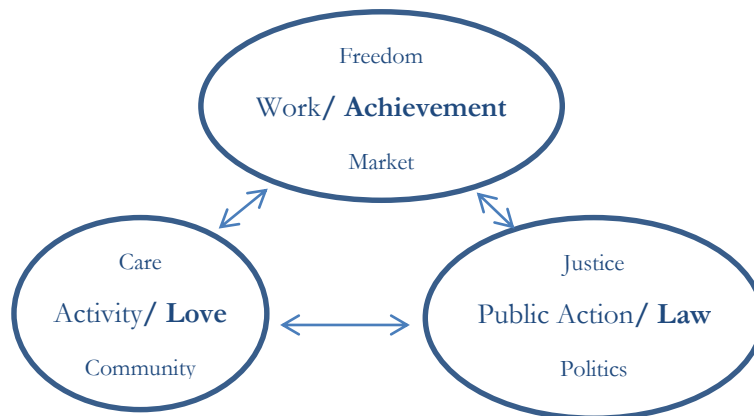 Freedom
Work/ Achievement
Market
Care
Activity/ Love
Community
Justice
Public Action/ Law
Politics